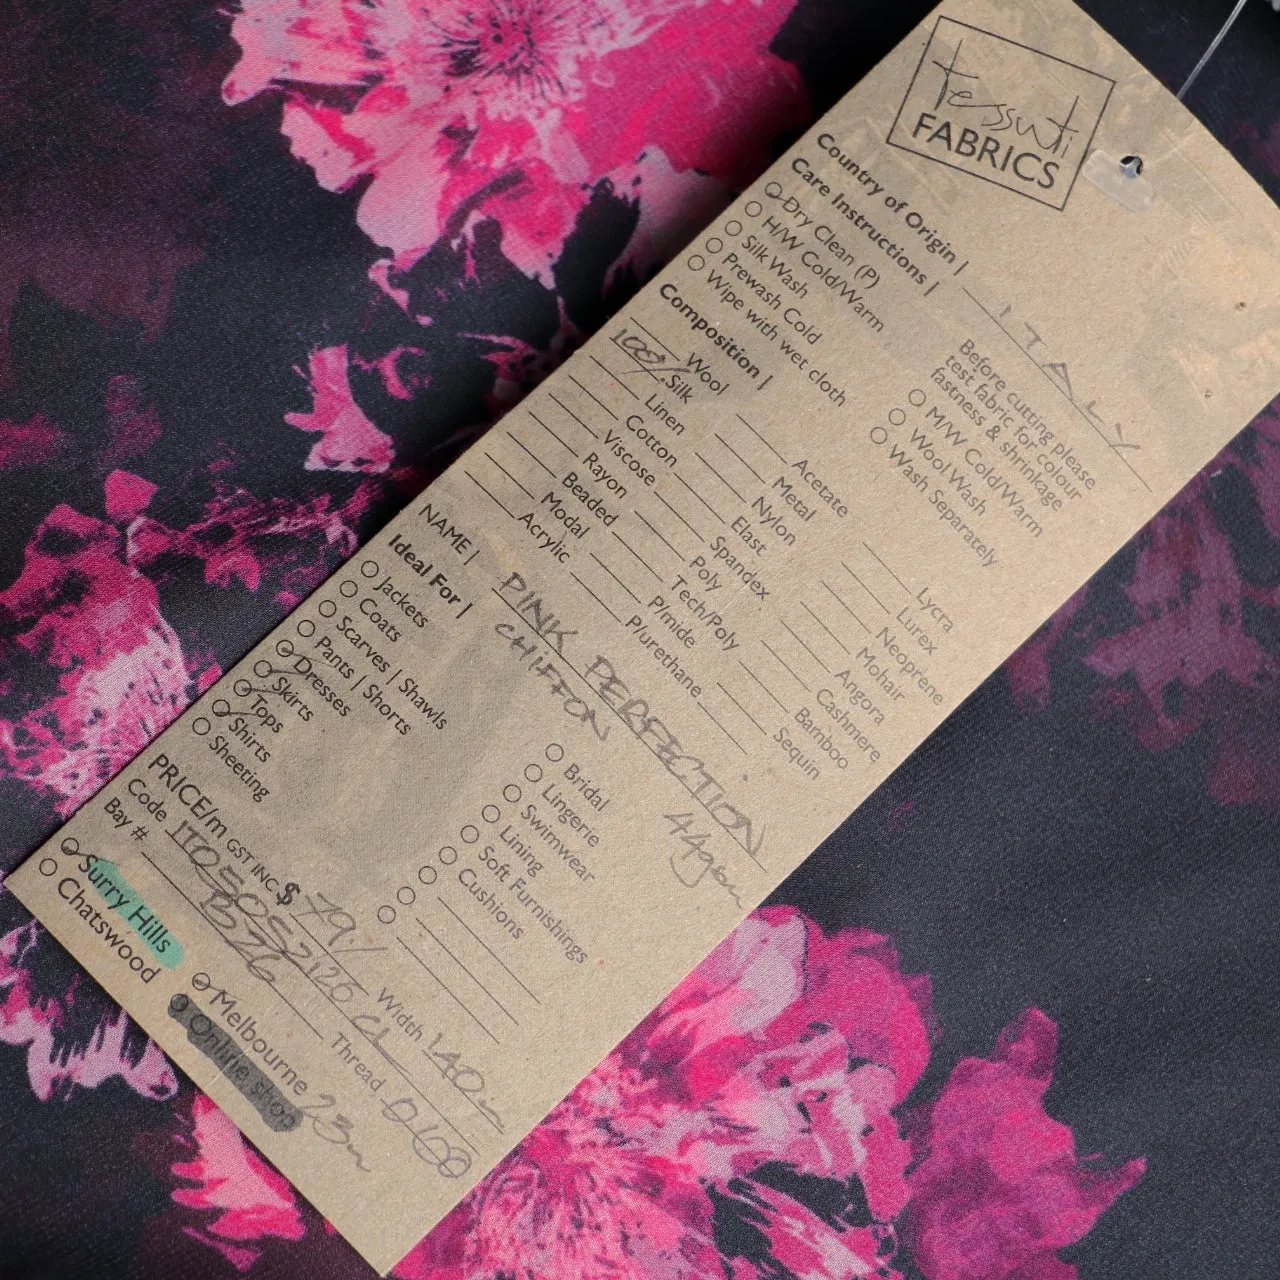 tessuti
FABRICS
Country of Origin | ITALY
Care Instructions |
Dry Clean (P)
H/W Cold/Warm
Silk Wash
Prewash Cold
Wipe with wet cloth
Before cutting please
test fabric for colour
fastness & shrinkage
M/W Cold/Warm
Wool Wash
Wash Separately
Composition |
Wool
100% Silk
Linen
Cotton
Viscose
Rayon
Beaded
Modal
Acrylic
Acetate
Metal
Nylon
Elast
Spandex
Poly
Tech/Poly
P/mide
P/urethane
Lycra
Lurex
Neoprene
Mohair
Angora
Cashmere
Bamboo
Sequin
NAME | PINK PERFECTION
CHIFFON 44gsm
Ideal For |
Jackets
Coats
Scarves | Shawls
Pants | Shorts
Dresses
Skirts
Tops
Shirts
Sheeting
Bridal
Lingerie
Swimwear
Lining
Soft Furnishings
Cushions
PRICE/m GST INC $ 79./ Width 140
Code Thread
Bay # B26
Surry Hills
Chatswood
Melbourne 23m
Online shop